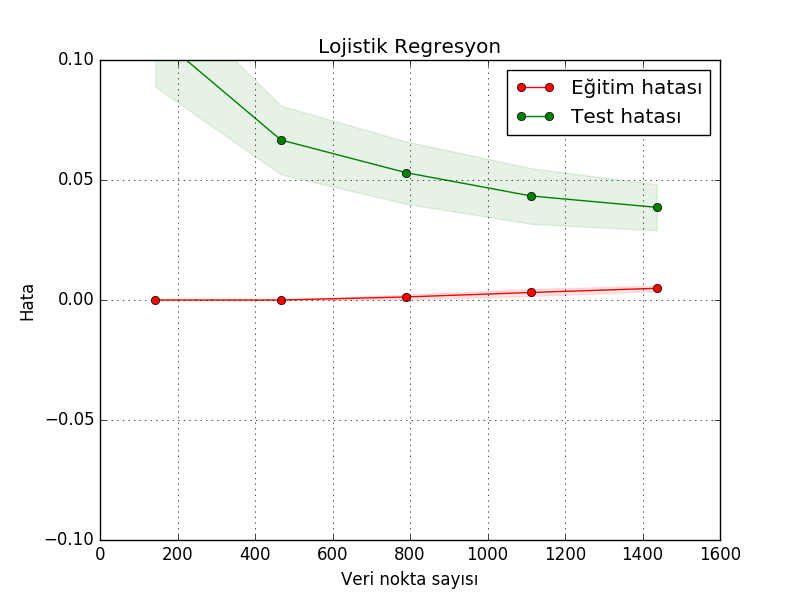 Lojistik Regresyon
Eğitim hatası
Test hatası
Hata
0.10
0.05
0.00
−0.05
−0.10
0 200 400 600 800 1000 1200 1400 1600
Veri nokta sayısı